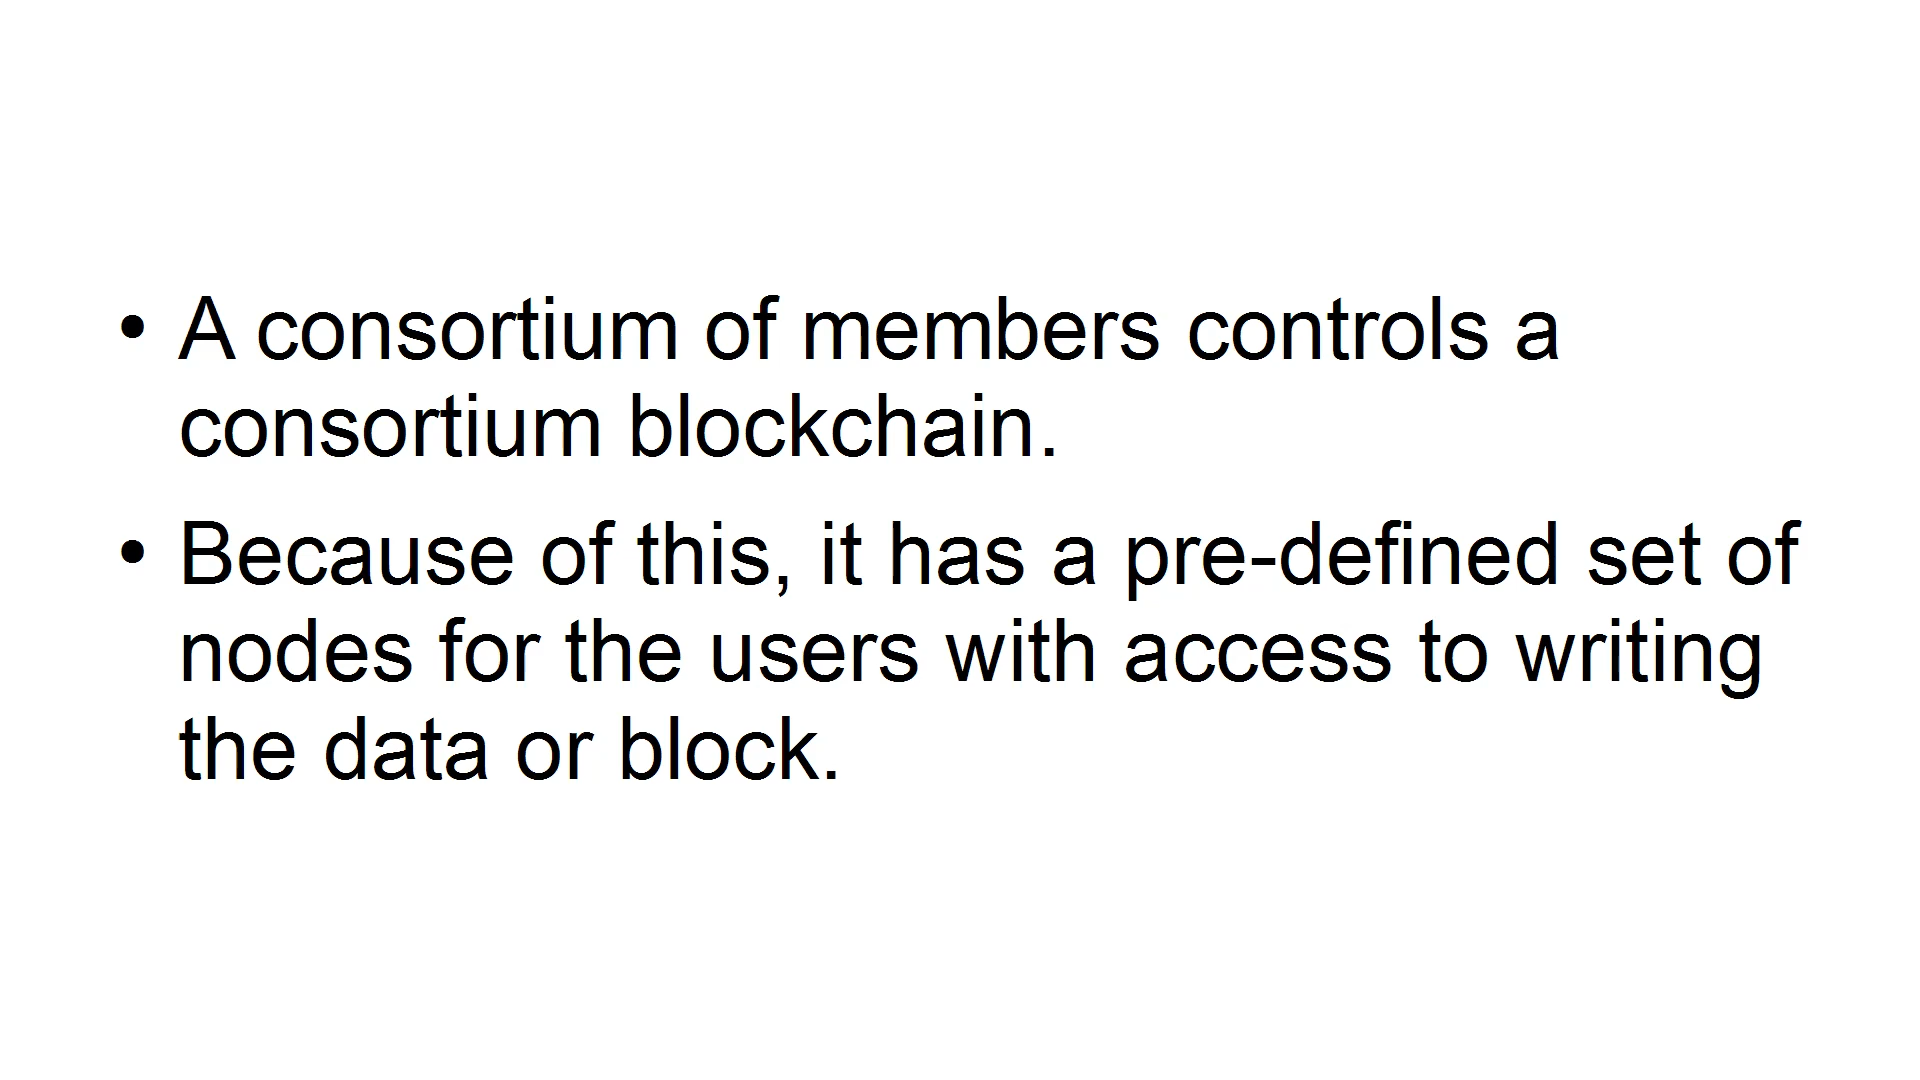 • A consortium of members controls a
consortium blockchain.
• Because of this, it has a pre-defined set of
nodes for the users with access to writing
the data or block.